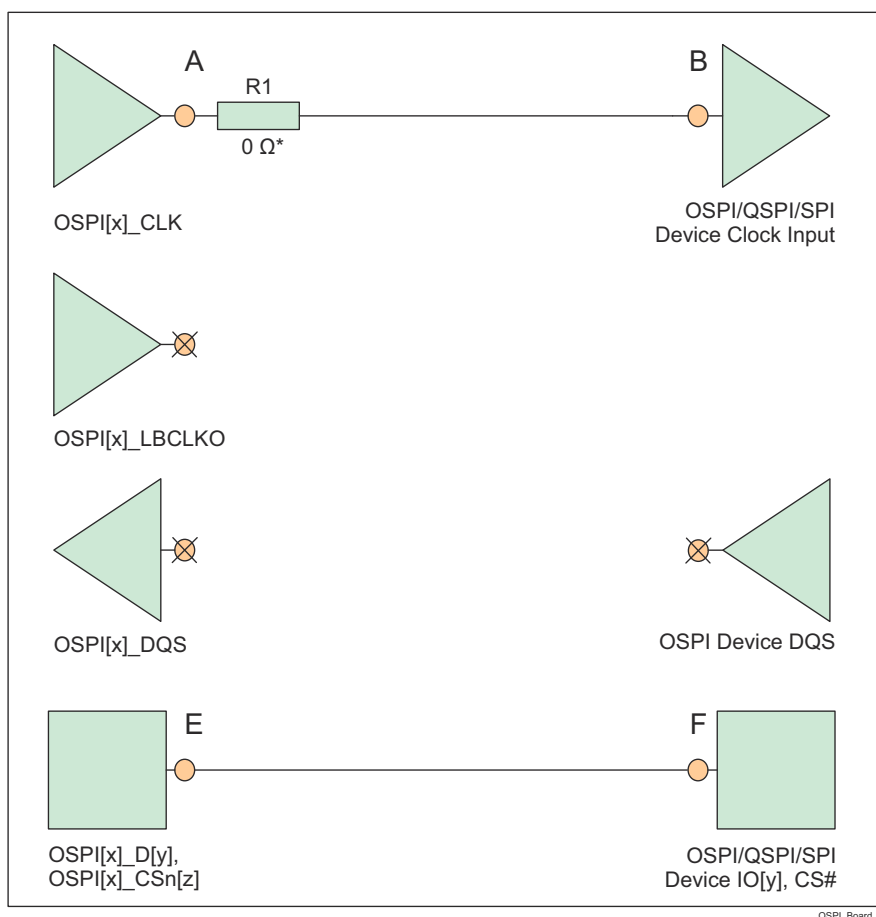 A
B
R1
0 Ω*
OSPI[x]_CLK
OSPI/QSPI/SPI
Device Clock Input
OSPI[x]_LBCLKO
OSPI[x]_DQS
OSPI Device DQS
E
F
OSPI[x]_D[y],
OSPI[x]_CSn[z]
OSPI/QSPI/SPI
Device IO[y], CS#
OSPI_Board